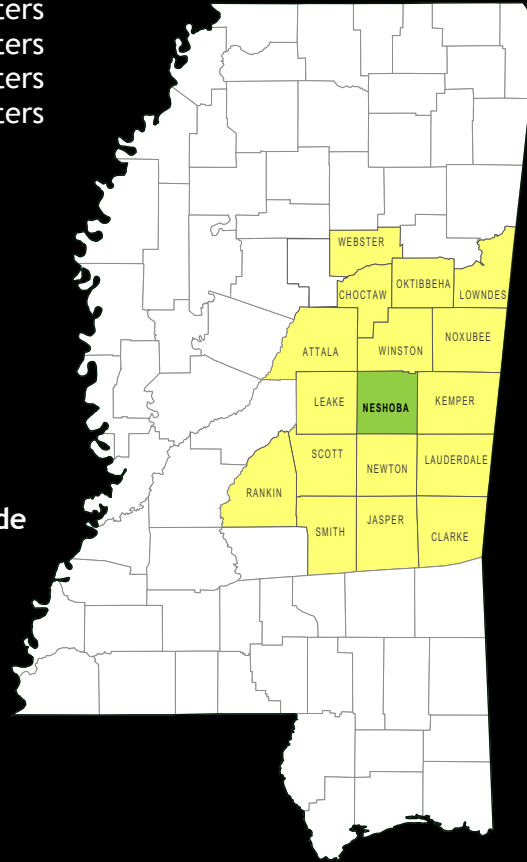 ters
ters
ters
ters
WEBSTER
CHOCTAW
OKTIBBEHA
LOWNDES
ATTALA
WINSTON
NOXUBEE
LEAKE
NESHOBA
KEMPER
SCOTT
NEWTON
LAUDERDALE
RANKIN
de
SMITH
JASPER
CLARKE